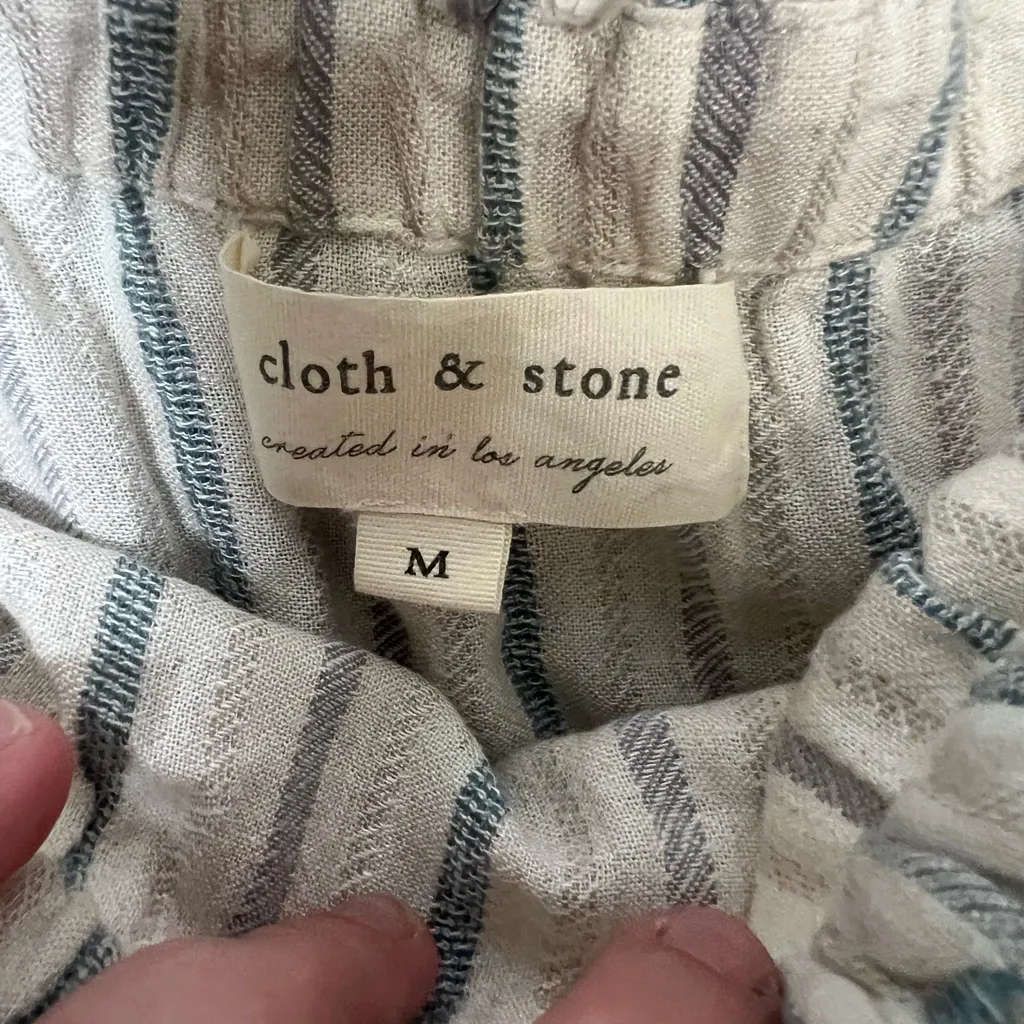 cloth & stone
created in los angeles
M